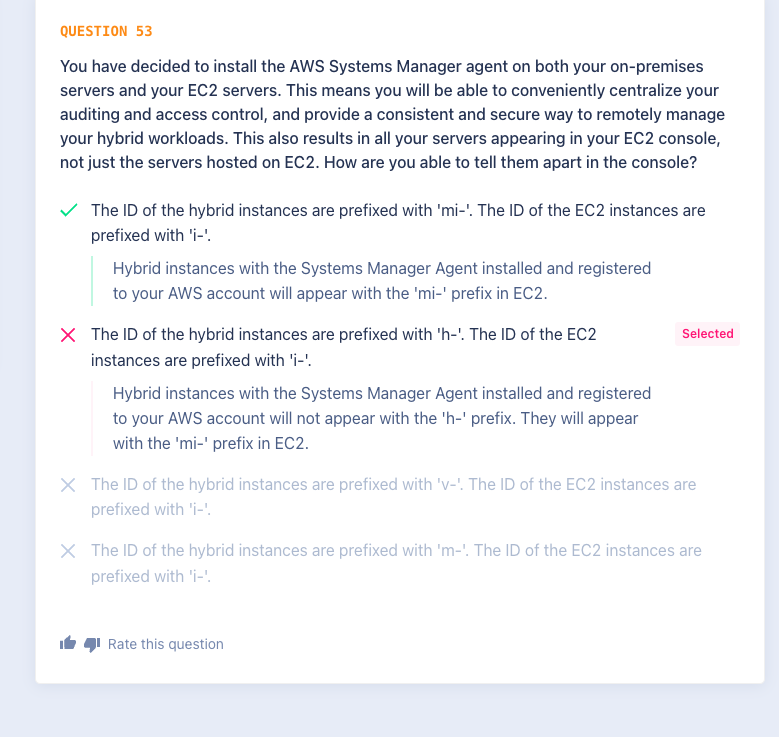 QUESTION 53
You have decided to install the AWS Systems Manager agent on both your on-premises
servers and your EC2 servers. This means you will be able to conveniently centralize your
auditing and access control, and provide a consistent and secure way to remotely manage
your hybrid workloads. This also results in all your servers appearing in your EC2 console,
not just the servers hosted on EC2. How are you able to tell them apart in the console?
The ID of the hybrid instances are prefixed with 'mi-'. The ID of the EC2 instances are
prefixed with 'i-'.
Hybrid instances with the Systems Manager Agent installed and registered
to your AWS account will appear with the 'mi-' prefix in EC2.
The ID of the hybrid instances are prefixed with 'h-'. The ID of the EC2
instances are prefixed with 'i-'.
Selected
Hybrid instances with the Systems Manager Agent installed and registered
to your AWS account will not appear with the 'h-' prefix. They will appear
with the 'mi-' prefix in EC2.
The ID of the hybrid instances are prefixed with 'v-'. The ID of the EC2 instances are
prefixed with 'i-'.
The ID of the hybrid instances are prefixed with 'm-'. The ID of the EC2 instances are
prefixed with 'i-'.
Rate this question